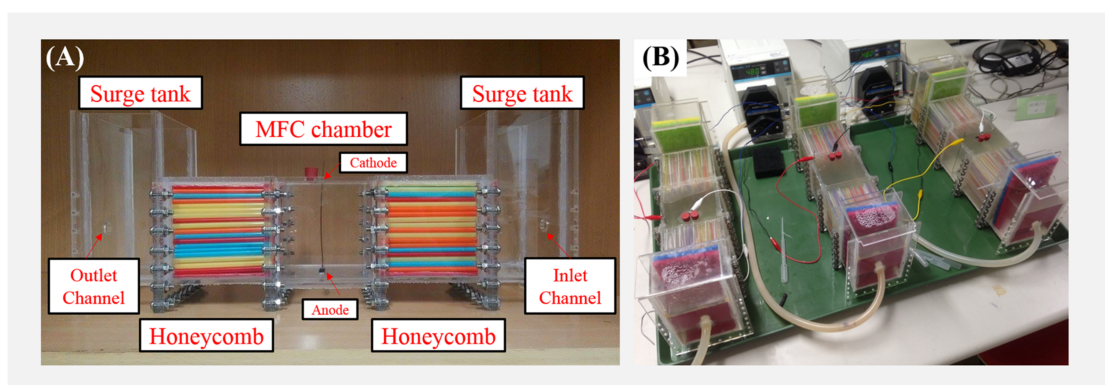 (A)
Surge tank
Surge tank
MFC chamber
Cathode
Outlet
Channel
Inlet
Channel
Anode
Honeycomb
Honeycomb
(B)